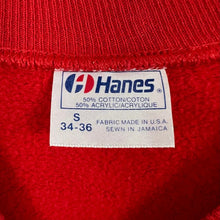 Hanes®
50% COTTON/COTON
50% ACRYLIC/ACRYLIQUE
S
34-36
FABRIC MADE IN U.S.A.
SEWN IN JAMAICA